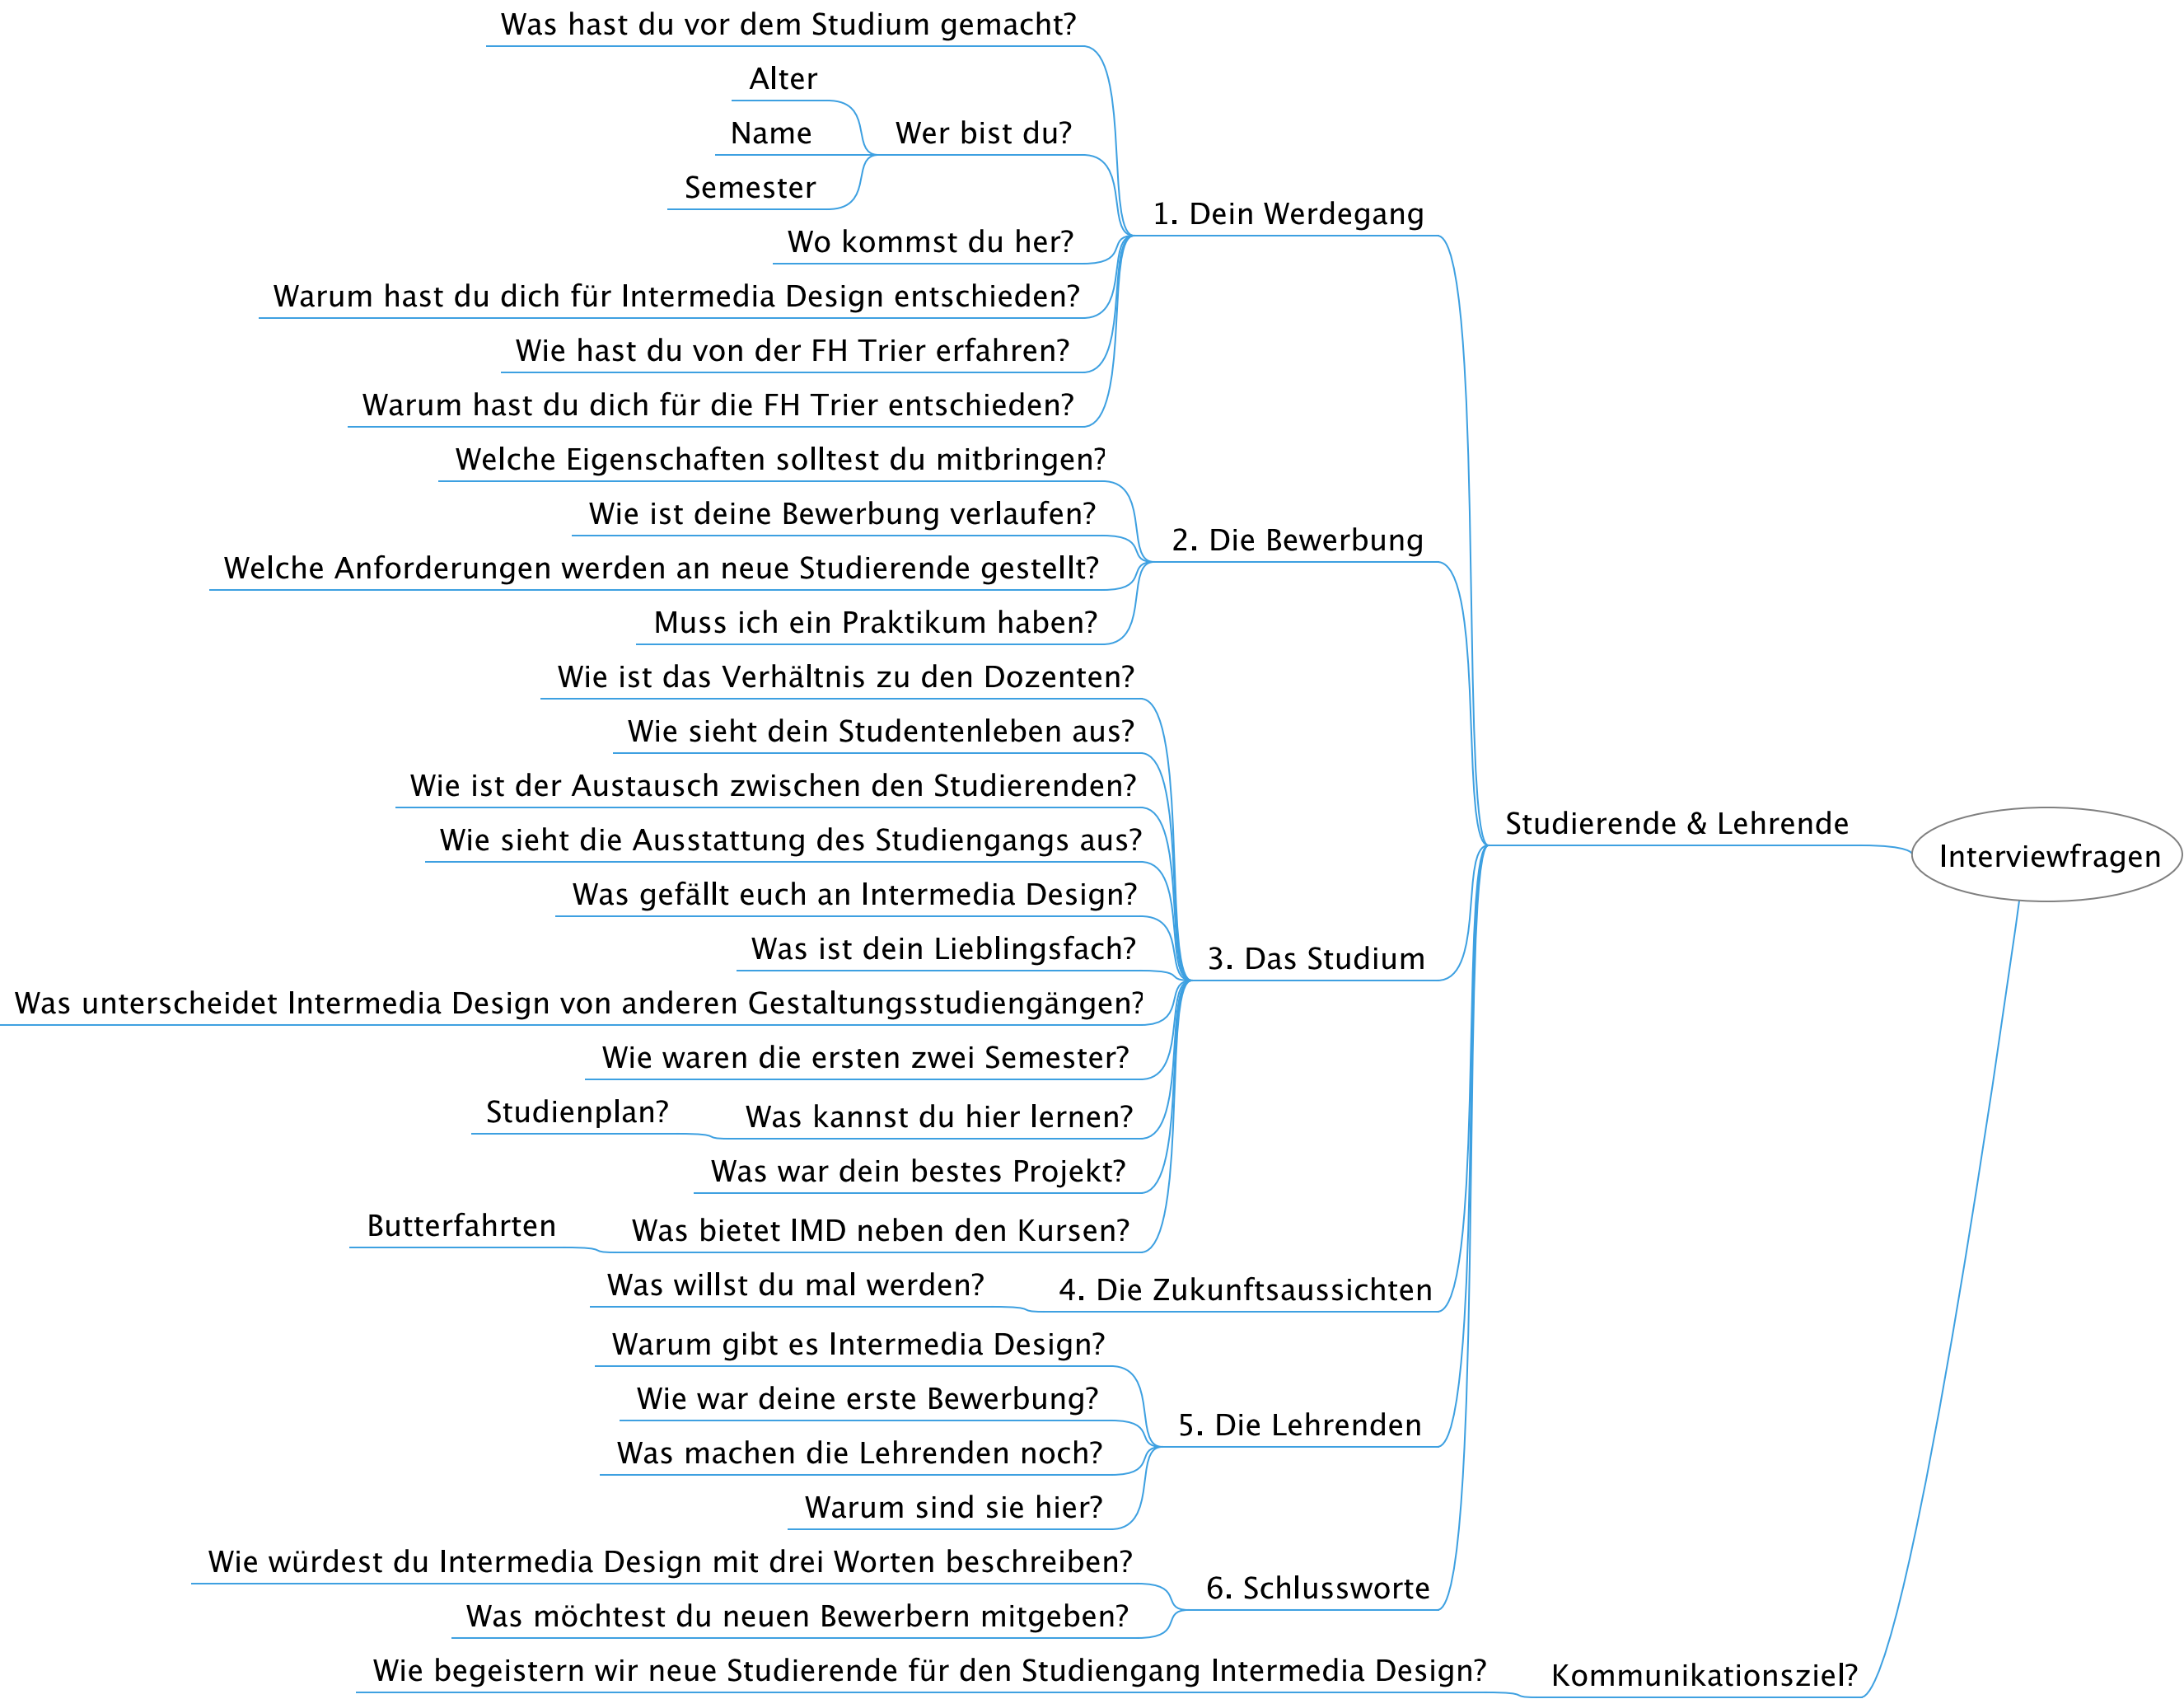 Was hast du vor dem Studium gemacht?
Alter
Name
Semester
Wer bist du?
Wo kommst du her?
Warum hast du dich für Intermedia Design entschieden?
Wie hast du von der FH Trier erfahren?
Warum hast du dich für die FH Trier entschieden?
1. Dein Werdegang
Welche Eigenschaften solltest du mitbringen?
Wie ist deine Bewerbung verlaufen?
Welche Anforderungen werden an neue Studierende gestellt?
Muss ich ein Praktikum haben?
2. Die Bewerbung
Wie ist das Verhältnis zu den Dozenten?
Wie sieht dein Studentenleben aus?
Wie ist der Austausch zwischen den Studierenden?
Wie sieht die Ausstattung des Studiengangs aus?
Was gefällt euch an Intermedia Design?
Was ist dein Lieblingsfach?
Was unterscheidet Intermedia Design von anderen Gestaltungsstudiengängen?
Wie waren die ersten zwei Semester?
Studienplan?
Was kannst du hier lernen?
Was war dein bestes Projekt?
Butterfahrten
Was bietet IMD neben den Kursen?
3. Das Studium
Was willst du mal werden?
4. Die Zukunftsaussichten
Warum gibt es Intermedia Design?
Wie war deine erste Bewerbung?
Was machen die Lehrenden noch?
Warum sind sie hier?
5. Die Lehrenden
Wie würdest du Intermedia Design mit drei Worten beschreiben?
Was möchtest du neuen Bewerbern mitgeben?
6. Schlussworte
Studierende & Lehrende
Interviewfragen
Wie begeistern wir neue Studierende für den Studiengang Intermedia Design?
Kommunikationsziel?